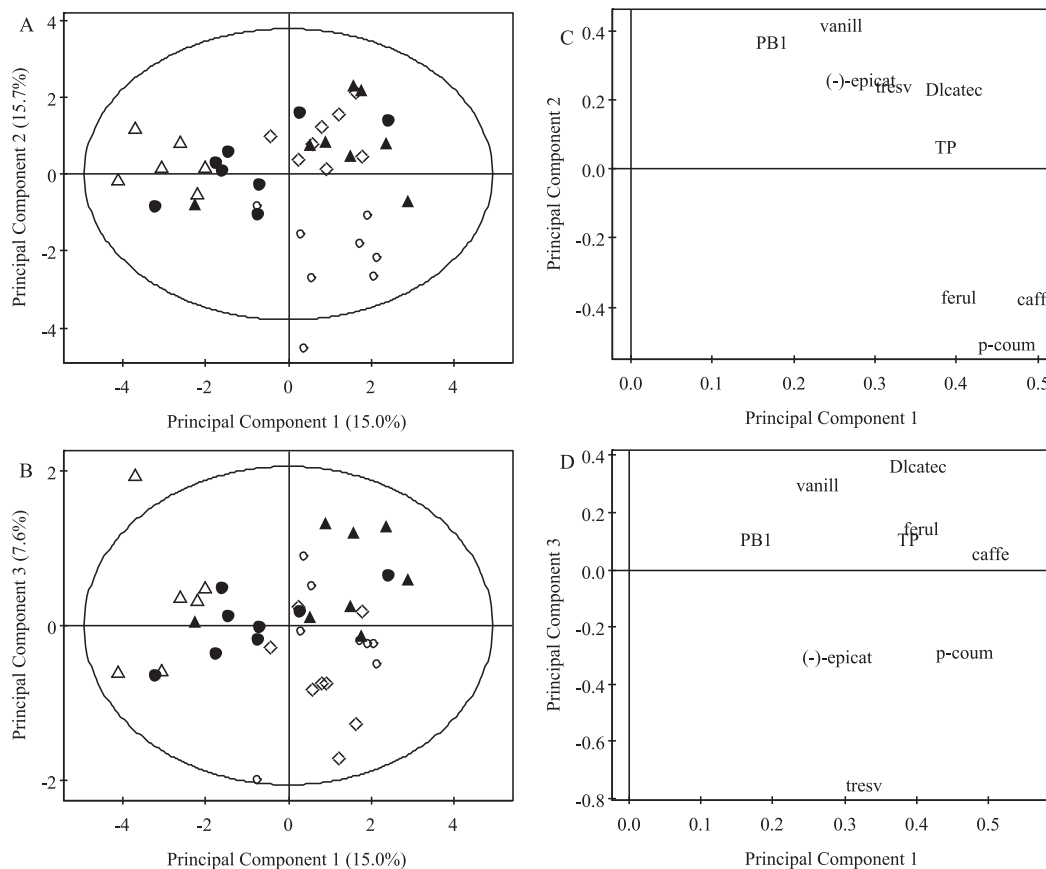 A
Principal Component 2 (15.7%)
4
2
0
-2
-4
-4
-2
0
2
4
Principal Component 1 (15.0%)
C
Principal Component 2
0.4
0.2
0.0
-0.2
-0.4
vanill
PB1
(-)-epicat
tresv
Dlcatec
TP
ferul
caffe
p-coum
0.0
0.1
0.2
0.3
0.4
0.5
Principal Component 1
B
Principal Component 3 (7.6%)
2
0
-2
-4
-2
0
2
4
Principal Component 1 (15.0%)
D
Principal Component 3
0.4
0.2
0.0
-0.2
-0.4
-0.6
-0.8
Dlcatec
vanill
ferul
PB1
TP
caffe
(-)-epicat
p-coum
tresv
0.0
0.1
0.2
0.3
0.4
0.5
Principal Component 1